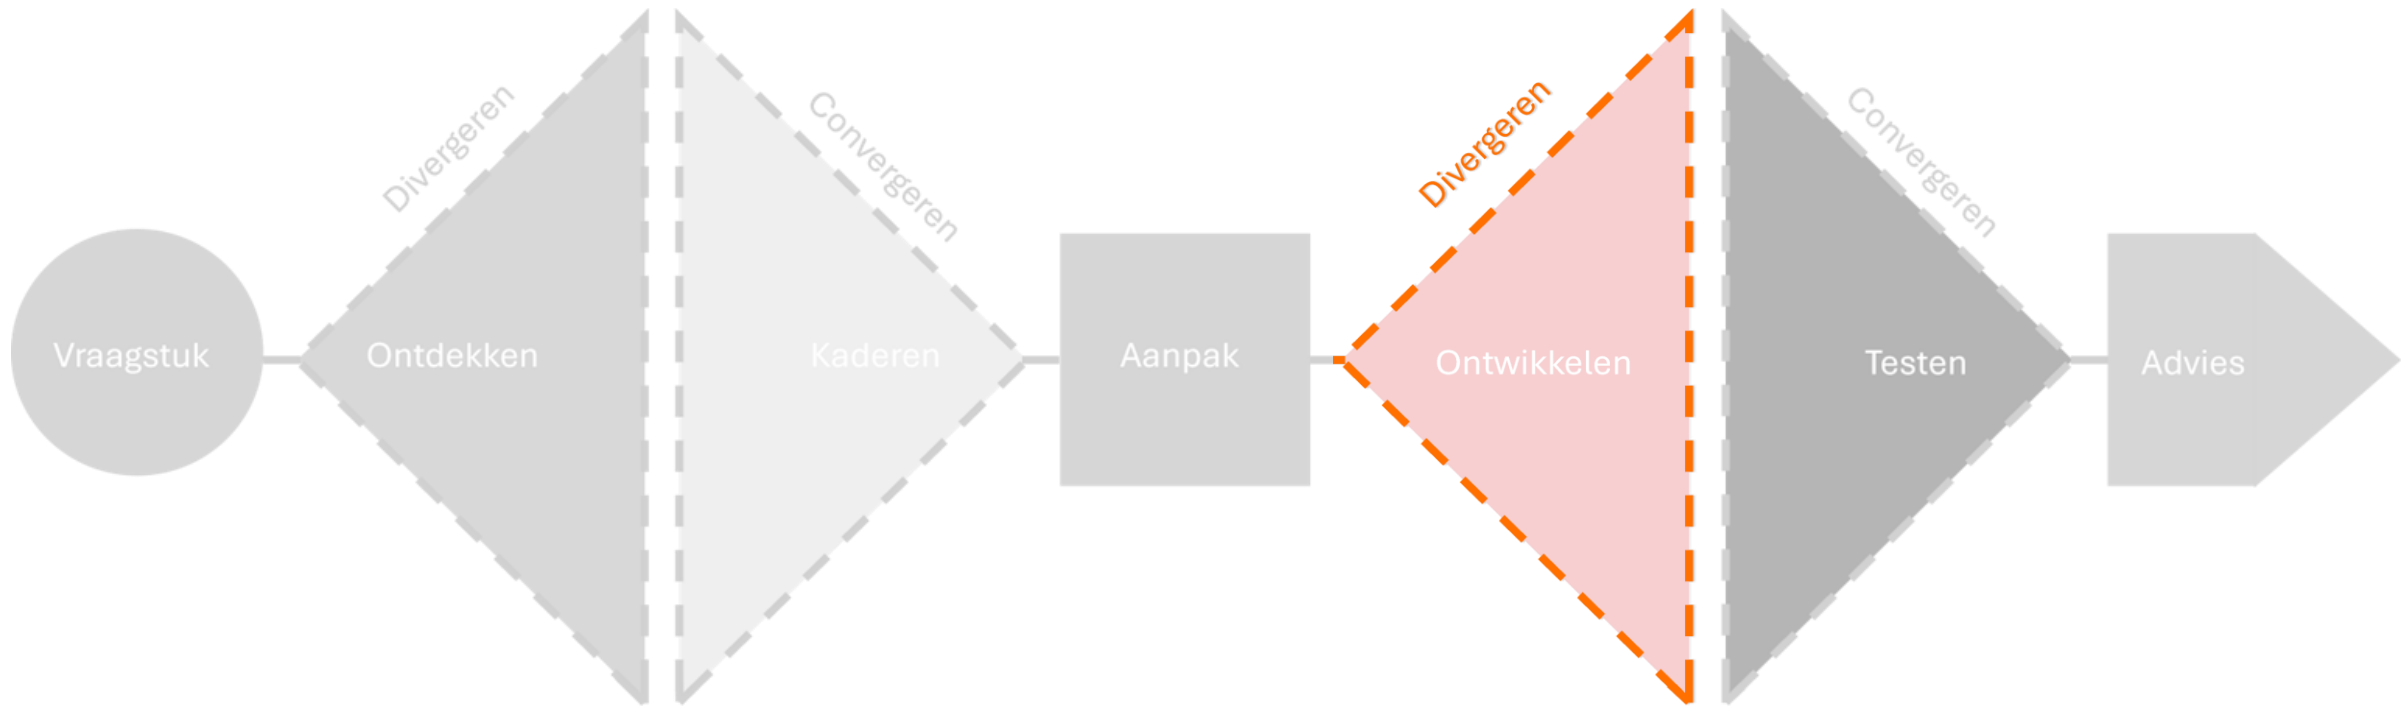 Divergeren
Convergeren
Divergeren
Convergeren
Vraagstuk
Ontdekken
Kaderen
Aanpak
Ontwikkelen
Testen
Advies